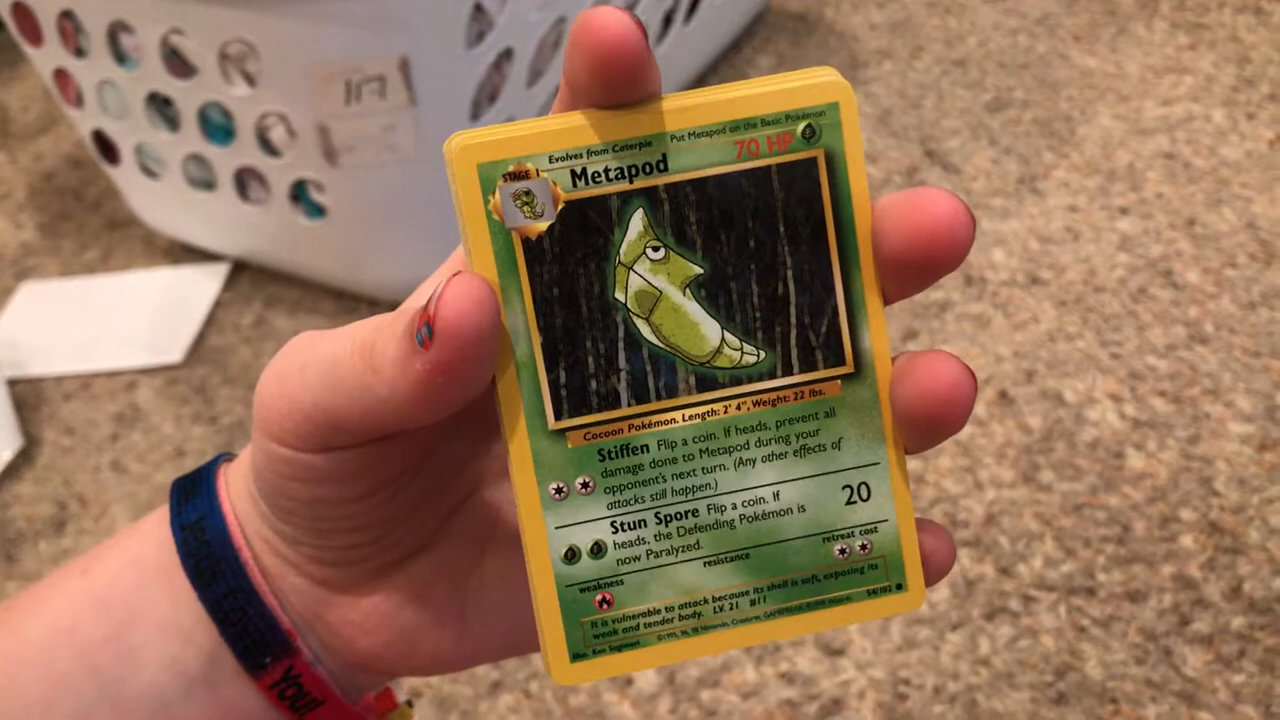 Evolves from Caterpie
Put Metapod on the Basic Pokémon
STAGE 1
Metapod
70 HP
Cocoon Pokémon. Length: 2' 4", Weight: 22 lbs.
Stiffen Flip a coin. If heads, prevent all
damage done to Metapod during your
opponent's next turn. (Any other effects of
attacks still happen.)
Stun Spore Flip a coin. If
heads, the Defending Pokémon is
now Paralyzed.
20
weakness
resistance
retreat cost
It is vulnerable to attack because its shell is soft, exposing its
weak and tender body. LV. 21 #11
54/102
Illus. Ken Sugimori
©1995, 96, 98 Nintendo, Creatures, GAMEFREAK. ©1999 Wizards.
YOU!